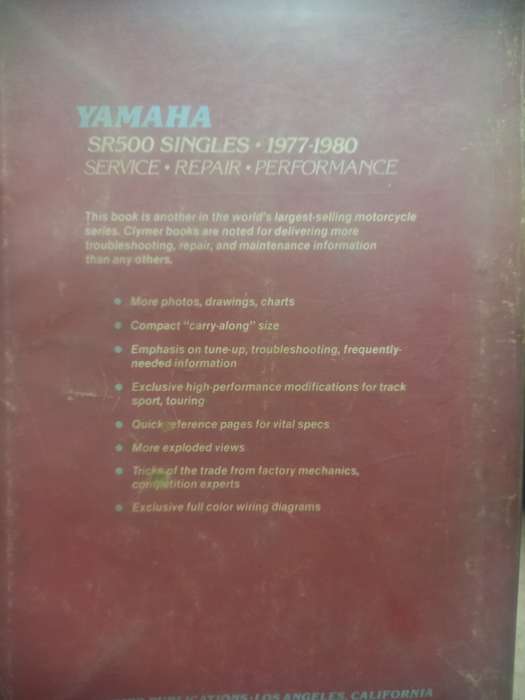 YAMAHA
SR500 SINGLES • 1977-1980
SERVICE • REPAIR • PERFORMANCE
This book is another in the world's largest-selling motorcycle
series. Clymer books are noted for delivering more
troubleshooting, repair, and maintenance information
than any others.
• More photos, drawings, charts
• Compact "carry-along" size
• Emphasis on tune-up, troubleshooting, frequently-
needed information
• Exclusive high-performance modifications for track
sport, touring
• Quick reference pages for vital specs
• More exploded views
• Tricks of the trade from factory mechanics,
competition experts
• Exclusive full color wiring diagrams
PUBLICATIONS • LOS ANGELES, CALIFORNIA